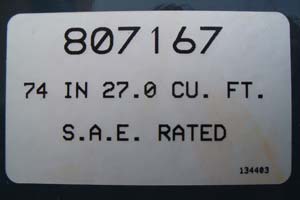 807167
74 IN 27.0 CU. FT.
S.A.E. RATED
134403